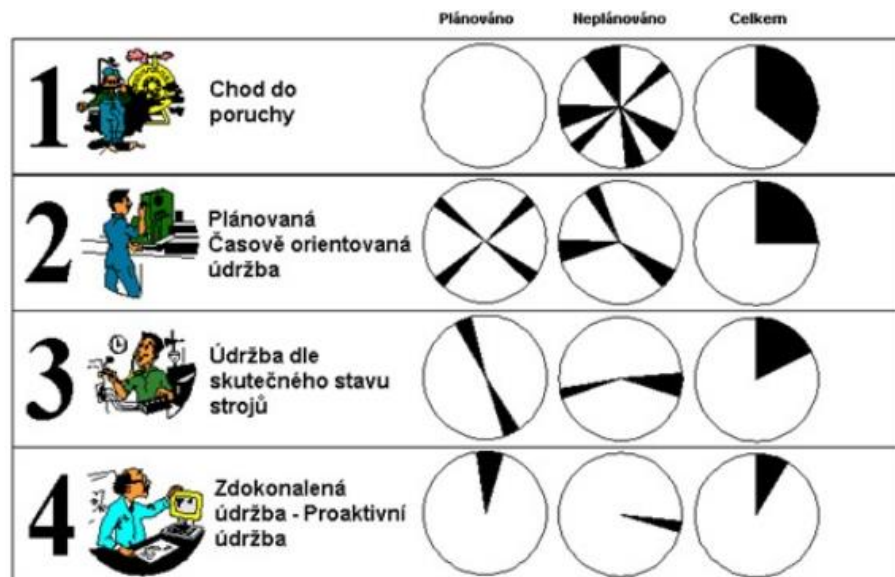 Plánováno Neplánováno Celkem
1 Chod do
poruchy
2 Plánovaná
Časově orientovaná
údržba
3 Údržba dle
skutečného stavu
strojů
4 Zdokonalená
údržba - Proaktivní
údržba